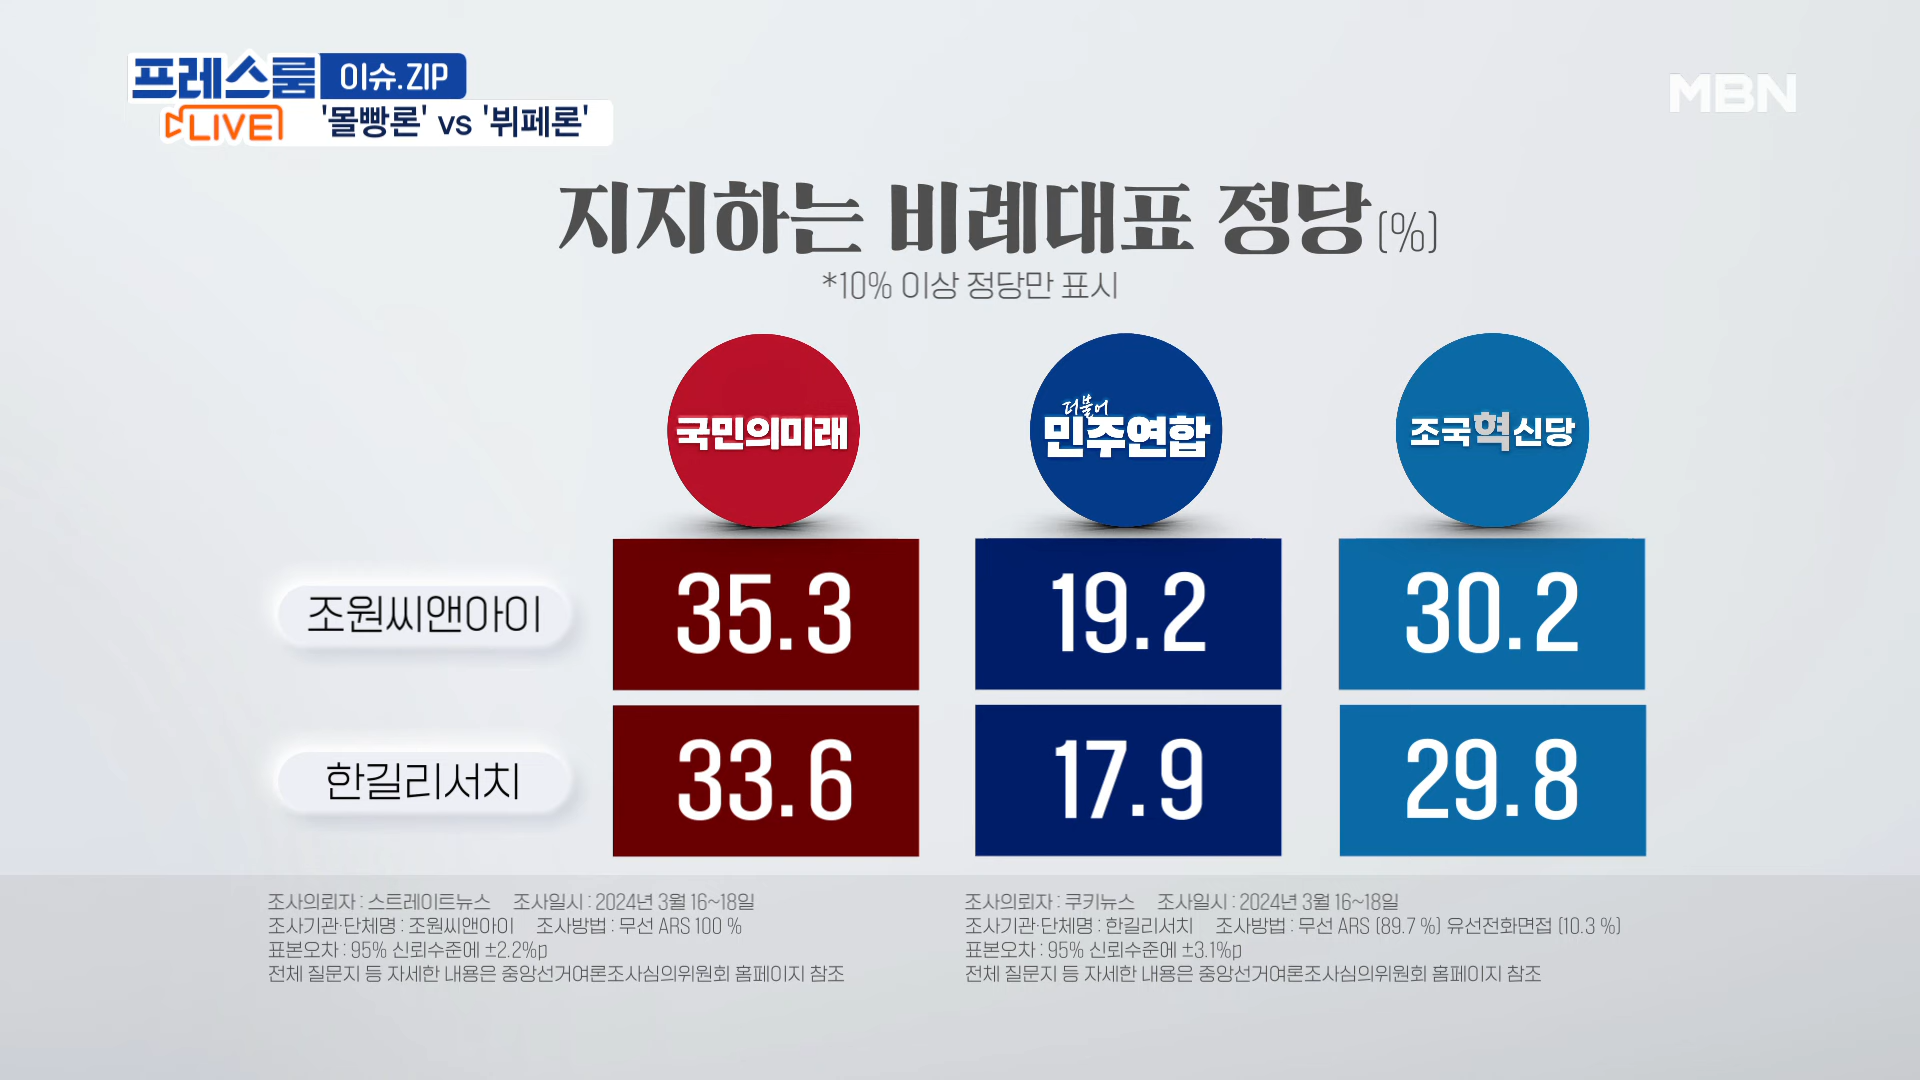 프레스룸 이슈.ZIP
LIVE '몰빵론' vs '뷔페론'
MBN
지지하는 비례대표 정당(%)
*10% 이상 정당만 표시
국민의미래
더불어
민주연합
조국혁신당
조원씨앤아이 35.3 19.2 30.2
한길리서치 33.6 17.9 29.8
조사의뢰자 : 스트레이트뉴스 조사일시 : 2024년 3월 16~18일
조사기관·단체명 : 조원씨앤아이 조사방법 : 무선 ARS 100 %
표본오차 : 95% 신뢰수준에 ±2.2%p
전체 질문지 등 자세한 내용은 중앙선거여론조사심의위원회 홈페이지 참조
조사의뢰자 : 쿠키뉴스 조사일시 : 2024년 3월 16~18일
조사기관·단체명 : 한길리서치 조사방법 : 무선 ARS (89.7 %) 유선전화면접 (10.3 %)
표본오차 : 95% 신뢰수준에 ±3.1%p
전체 질문지 등 자세한 내용은 중앙선거여론조사심의위원회 홈페이지 참조